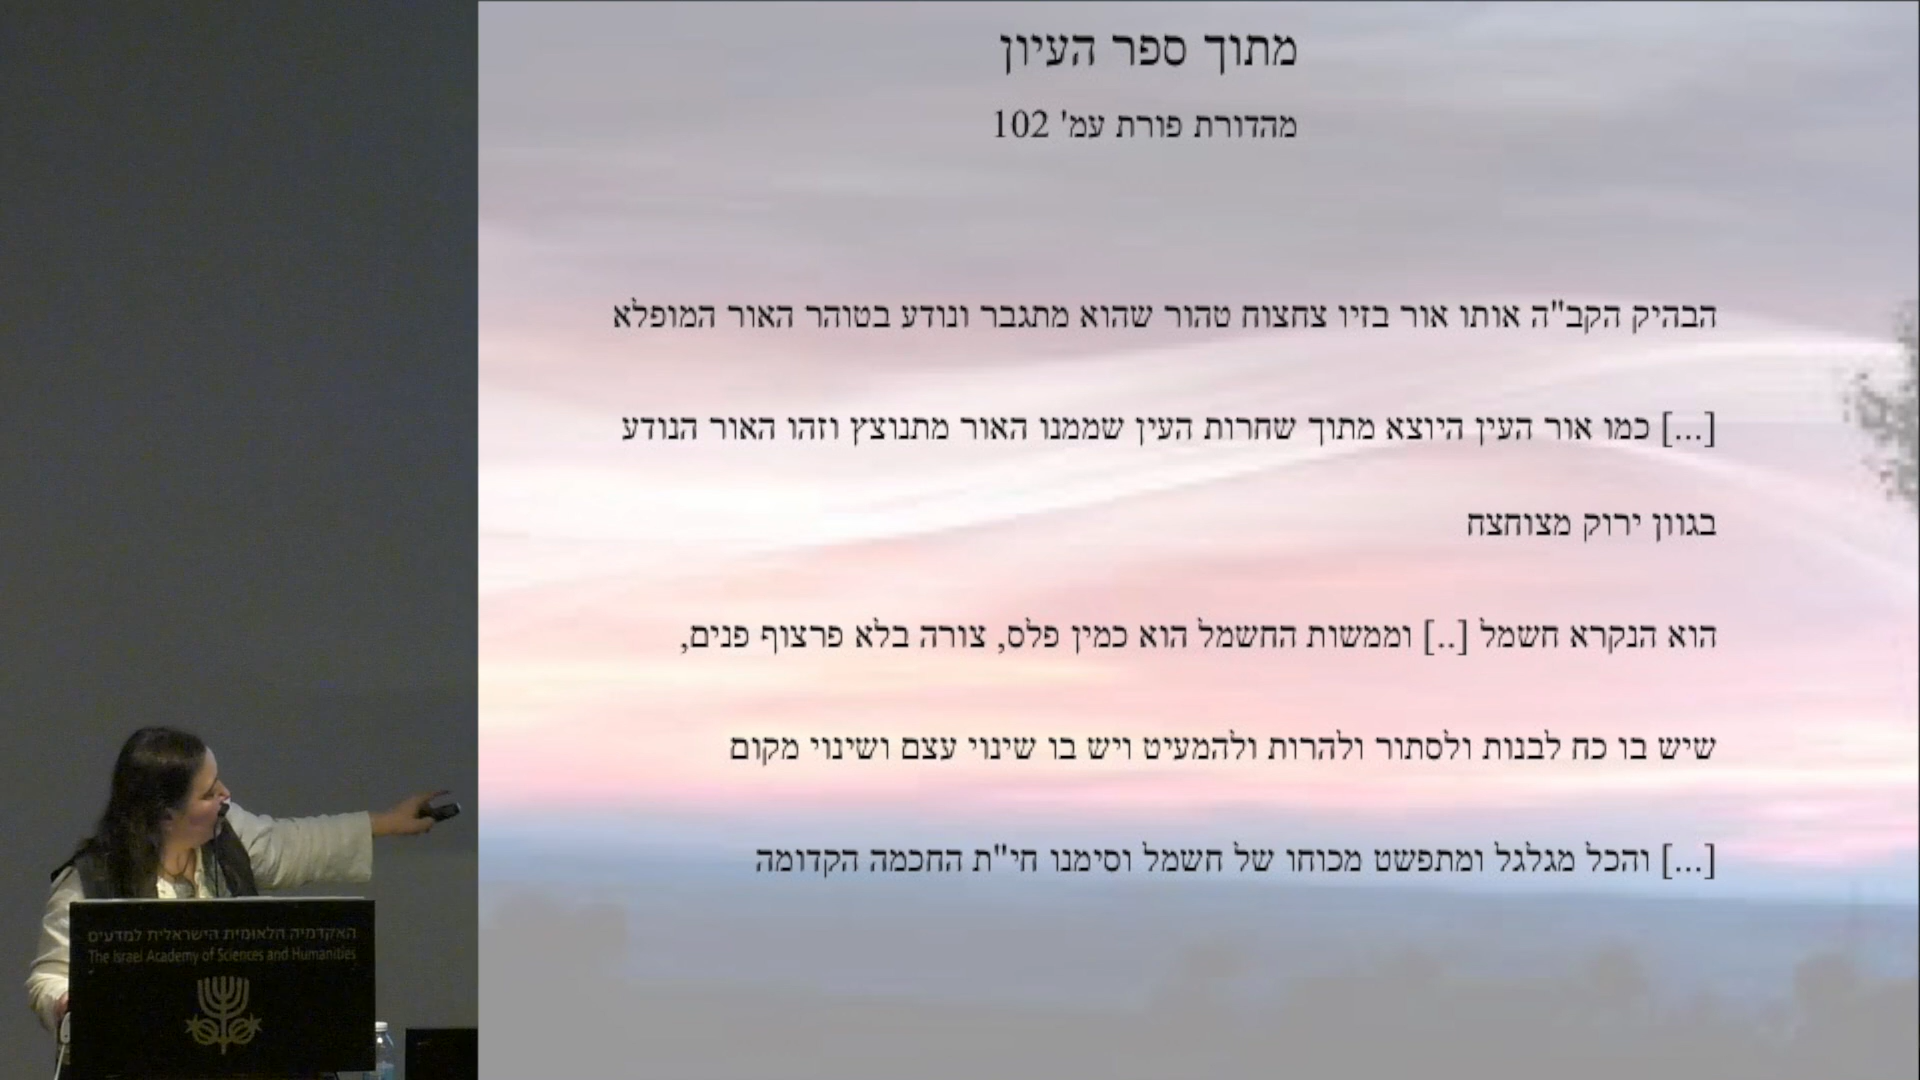 מתוך ספר העיון
מהדורת פורת עמ' 102
הבהיק הקב"ה אותו אור בזיו צחצוח טהור שהוא מתגבר ונודע בטוהר האור המופלא
[...] כמו אור העין היוצא מתוך שחרות העין שממנו האור מתנוצץ וזהו האור הנודע
בגוון ירוק מצוחצח
הוא הנקרא חשמל [..] וממשות החשמל הוא כמין פלס, צורה בלא פרצוף פנים,
שיש בו כח לבנות ולסתור ולהרות ולהמעיט ויש בו שינוי עצם ושינוי מקום
[...] והכל מגלגל ומתפשט מכוחו של חשמל וסימנו חי"ת החכמה הקדומה
האקדמיה הלאומית הישראלית למדעים
The Israel Academy of Sciences and Humanities